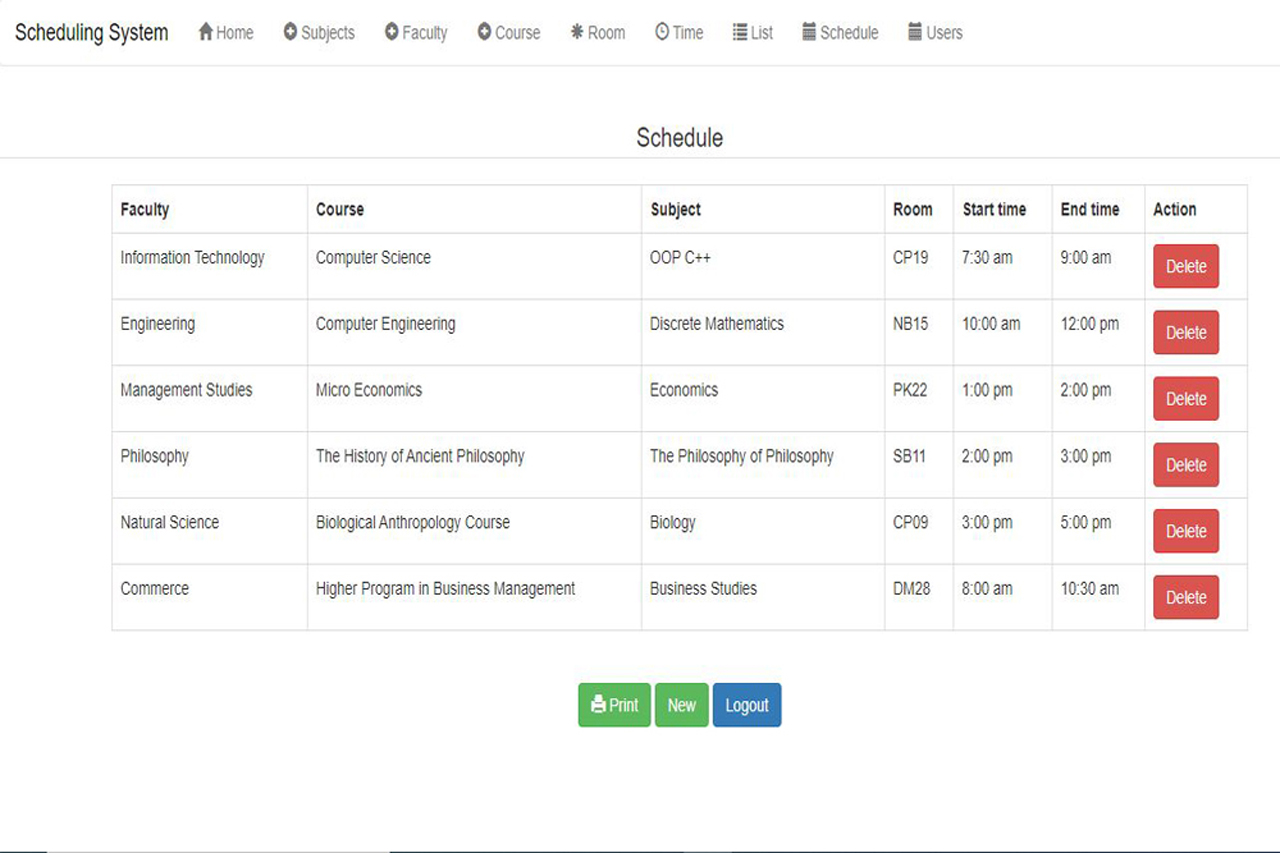 Scheduling System Home Subjects Faculty Course Room Time List Schedule Users
Schedule
Faculty Course Subject Room Start time End time Action
Information Technology Computer Science OOP C++ CP19 7:30 am 9:00 am Delete
Engineering Computer Engineering Discrete Mathematics NB15 10:00 am 12:00 pm Delete
Management Studies Micro Economics Economics PK22 1:00 pm 2:00 pm Delete
Philosophy The History of Ancient Philosophy The Philosophy of Philosophy SB11 2:00 pm 3:00 pm Delete
Natural Science Biological Anthropology Course Biology CP09 3:00 pm 5:00 pm Delete
Commerce Higher Program in Business Management Business Studies DM28 8:00 am 10:30 am Delete
Print New Logout